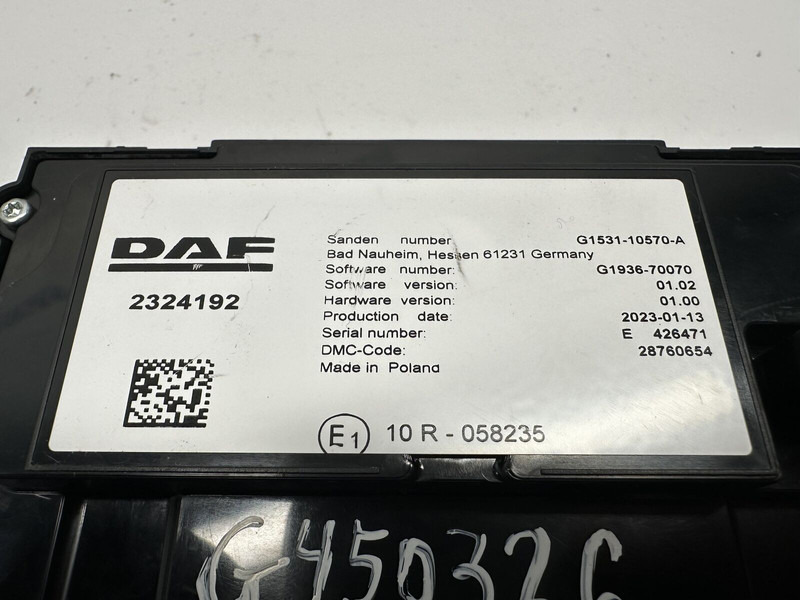 DAF
2324192
Sanden number G1531-10570-A
Bad Nauheim, Hessen 61231 Germany
Software number: G1936-70070
Software version: 01.02
Hardware version: 01.00
Production date: 2023-01-13
Serial number: E 426471
DMC-Code: 28760654
Made in Poland
E1 10 R - 058235